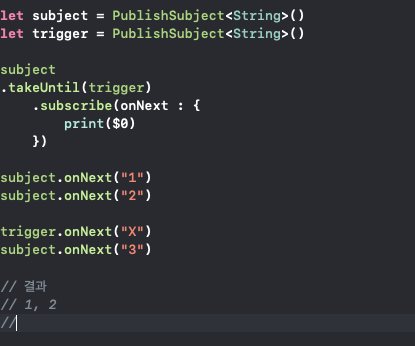 let subject = PublishSubject<String>()
let trigger = PublishSubject<String>()
subject
.takeUntil(trigger)
.subscribe(onNext : {
print($0)
})
subject.onNext("1")
subject.onNext("2")
trigger.onNext("X")
subject.onNext("3")
// 결과
// 1, 2
//